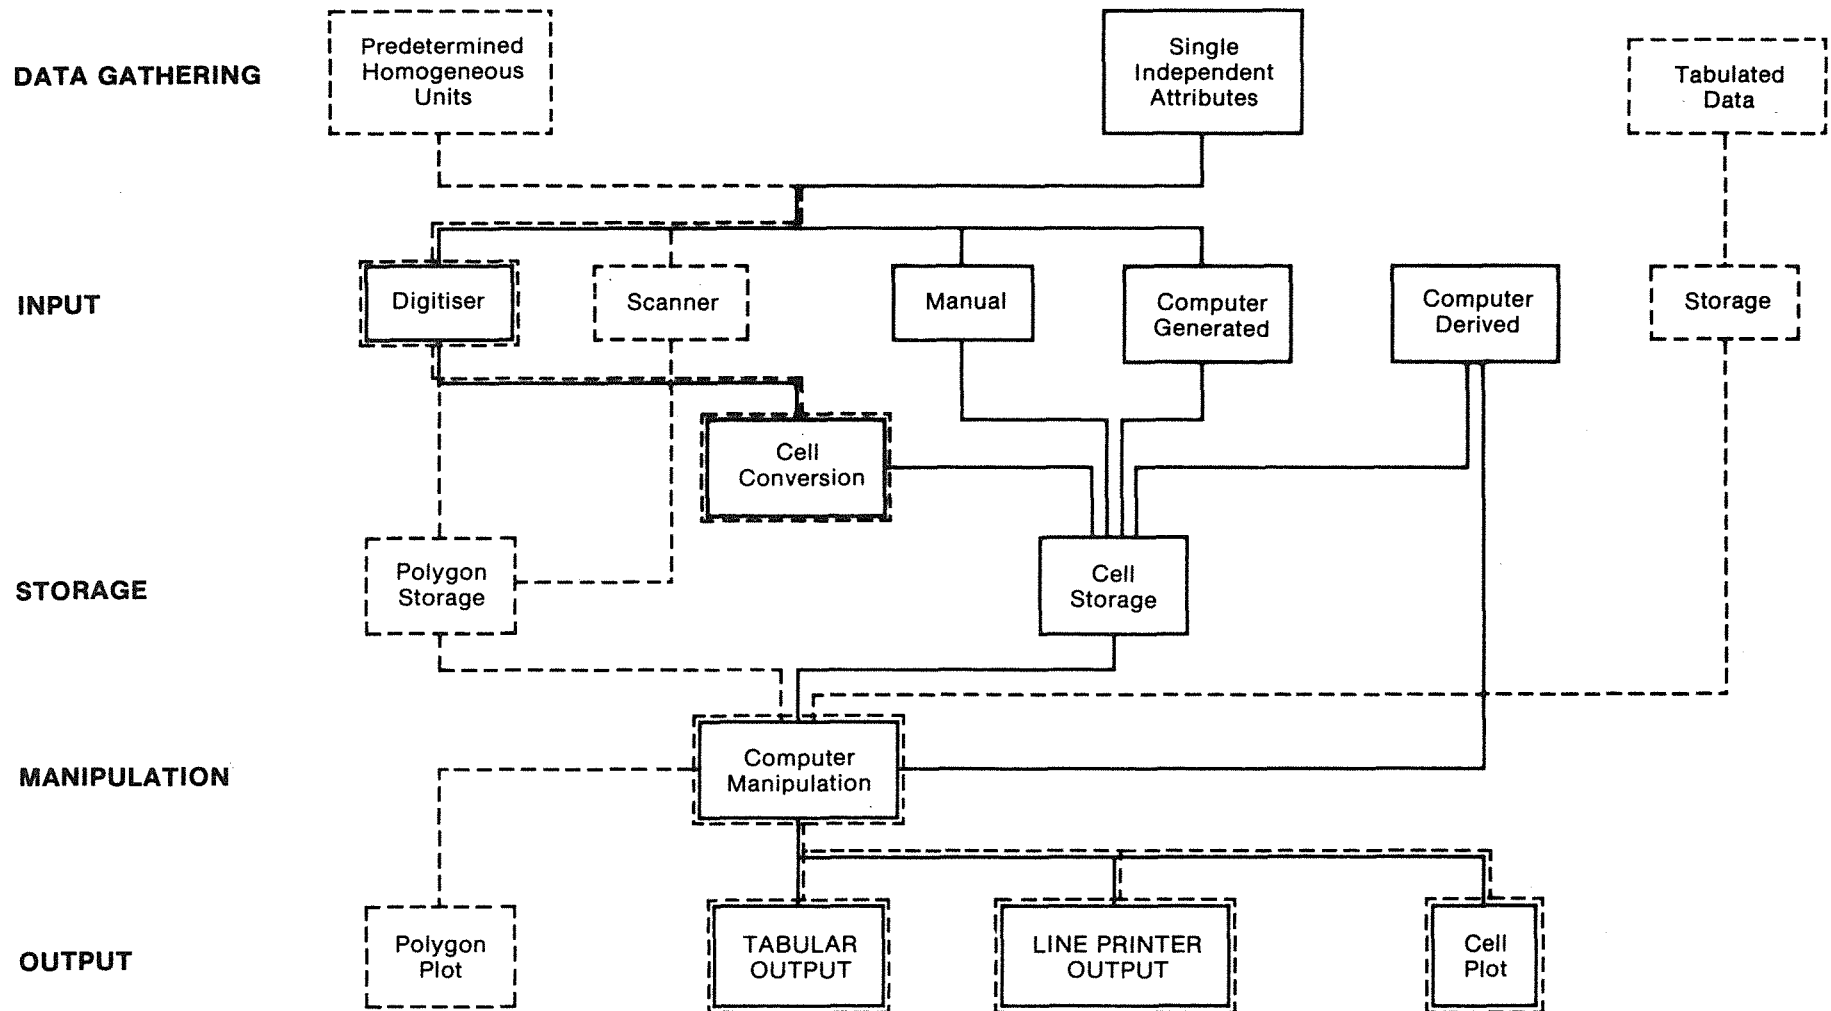 DATA GATHERING
Predetermined
Homogeneous
Units
Single
Independent
Attributes
Tabulated
Data
INPUT
Digitiser
Scanner
Manual
Computer
Generated
Computer
Derived
Storage
Cell
Conversion
STORAGE
Polygon
Storage
Cell
Storage
MANIPULATION
Computer
Manipulation
OUTPUT
Polygon
Plot
TABULAR
OUTPUT
LINE PRINTER
OUTPUT
Cell
Plot